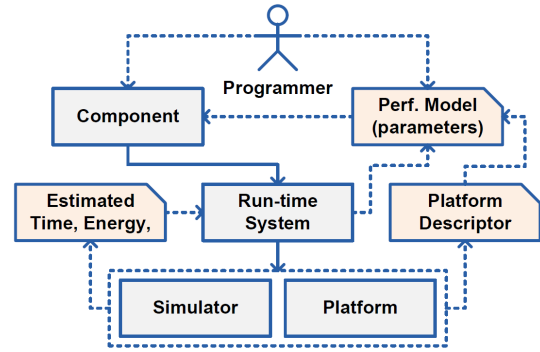 Programmer
Component
Perf. Model
(parameters)
Estimated
Time, Energy,
Run-time
System
Platform
Descriptor
Simulator
Platform